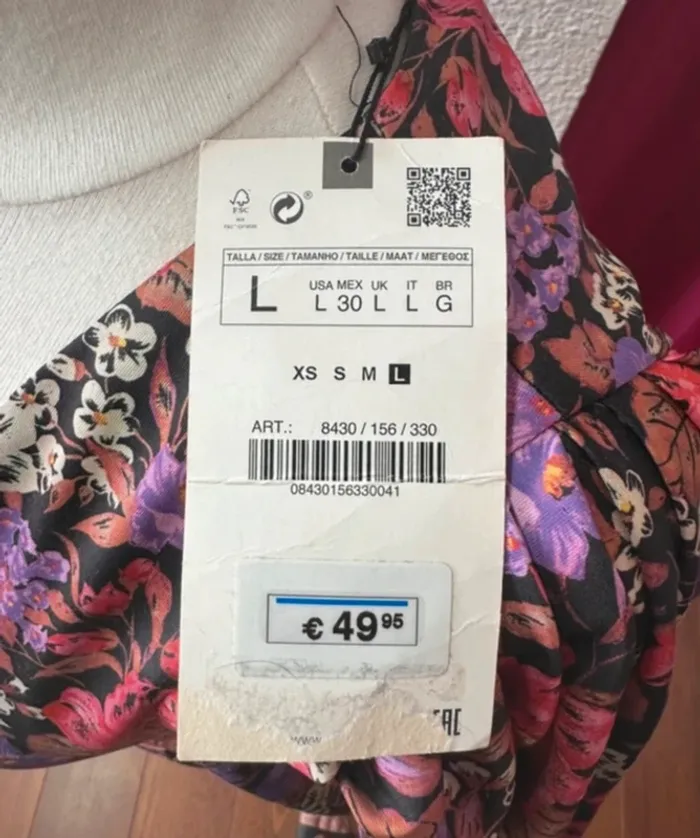 FSC
®
TALLA / SIZE / TAMANHO / TAILLE / MAAT / ΜΕΓΕΘΟΣ
L
USA MEX UK IT BR
L 30 L L G
XS S M L
ART.: 8430 / 156 / 330
08430156330041
€ 49 95
EAC